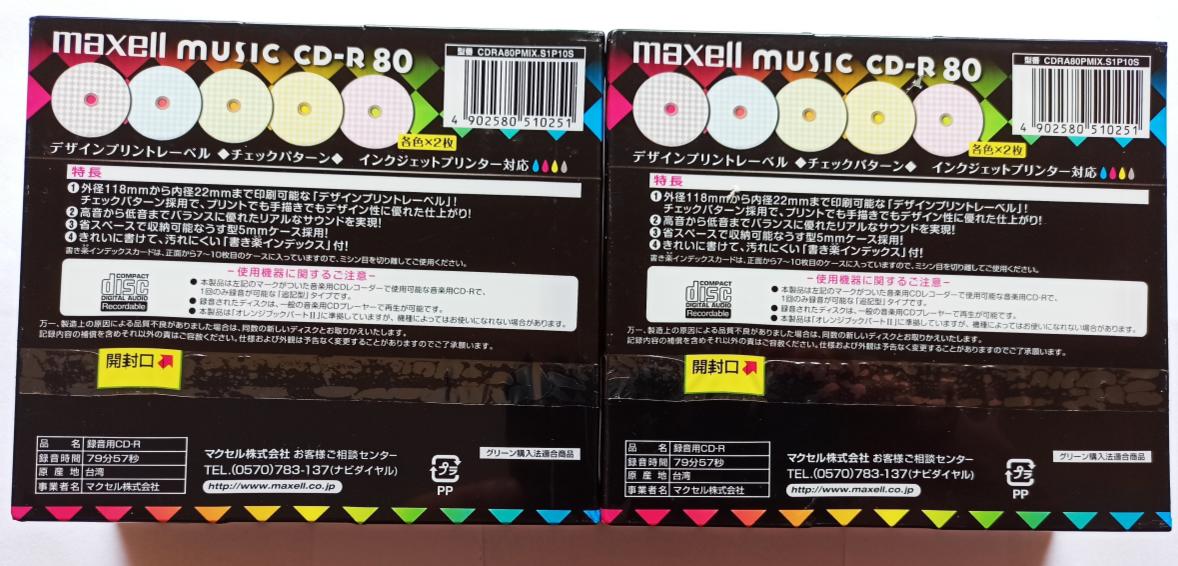 maxell MUSIC CD-R 80
型番 CDRA80PMIX.S1P10S
4 902580 510251
各色×2枚
デザインプリントレーベル ◆チェックパターン◆ インクジェットプリンター対応
特長
❶外径118mmから内径22mmまで印刷可能な「デザインプリントレーベル」!
チェックパターン採用で、プリントでも手描きでもデザイン性に優れた仕上がり!
❷高音から低音までバランスに優れたリアルなサウンドを実現!
❸省スペースで収納可能なうす型5mmケース採用!
❹きれいに書けて、汚れにくい「書き楽インデックス」付!
書き楽インデックスカードは、正面から7〜10枚目のケースに入っていますので、ミシン目を切り離してご使用ください。
−使用機器に関するご注意−
COMPACT
disc
DIGITAL AUDIO
Recordable
●本製品は左記のマークがついた音楽用CDレコーダーで使用可能な音楽用CD-Rで、
1回のみ録音が可能な「追記型」タイプです。
●録音されたディスクは、一般の音楽用CDプレーヤーで再生が可能です。
●本製品は「オレンジブックパートⅡ」に準拠していますが、機種によってはお使いになれない場合があります。
万一、製造上の原因による品質不良がありました場合は、同数の新しいディスクとお取りかえいたします。
記録内容の補償を含めそれ以外の責はご容赦ください。仕様および外観は予告なく変更することがありますのでご了承願います。
開封口
品名 録音用CD-R
録音時間 79分57秒
原産地 台湾
事業者名 マクセル株式会社
マクセル株式会社 お客様ご相談センター
TEL.(0570)783-137(ナビダイヤル)
http://www.maxell.co.jp
プラ
PP
グリーン購入法適合商品
maxell MUSIC CD-R 80
型番 CDRA80PMIX.S1P10S
4 902580 510251
各色×2枚
デザインプリントレーベル ◆チェックパターン◆ インクジェットプリンター対応
特長
❶外径118mmから内径22mmまで印刷可能な「デザインプリントレーベル」!
チェックパターン採用で、プリントでも手描きでもデザイン性に優れた仕上がり!
❷高音から低音までバランスに優れたリアルなサウンドを実現!
❸省スペースで収納可能なうす型5mmケース採用!
❹きれいに書けて、汚れにくい「書き楽インデックス」付!
書き楽インデックスカードは、正面から7〜10枚目のケースに入っていますので、ミシン目を切り離してご使用ください。
−使用機器に関するご注意−
COMPACT
disc
DIGITAL AUDIO
Recordable
●本製品は左記のマークがついた音楽用CDレコーダーで使用可能な音楽用CD-Rで、
1回のみ録音が可能な「追記型」タイプです。
●録音されたディスクは、一般の音楽用CDプレーヤーで再生が可能です。
●本製品は「オレンジブックパートⅡ」に準拠していますが、機種によってはお使いになれない場合があります。
万一、製造上の原因による品質不良がありました場合は、同数の新しいディスクとお取りかえいたします。
記録内容の補償を含めそれ以外の責はご容赦ください。仕様および外観は予告なく変更することがありますのでご了承願います。
開封口
品名 録音用CD-R
録音時間 79分57秒
原産地 台湾
事業者名 マクセル株式会社
マクセル株式会社 お客様ご相談センター
TEL.(0570)783-137(ナビダイヤル)
http://www.maxell.co.jp
プラ
PP
グリーン購入法適合商品